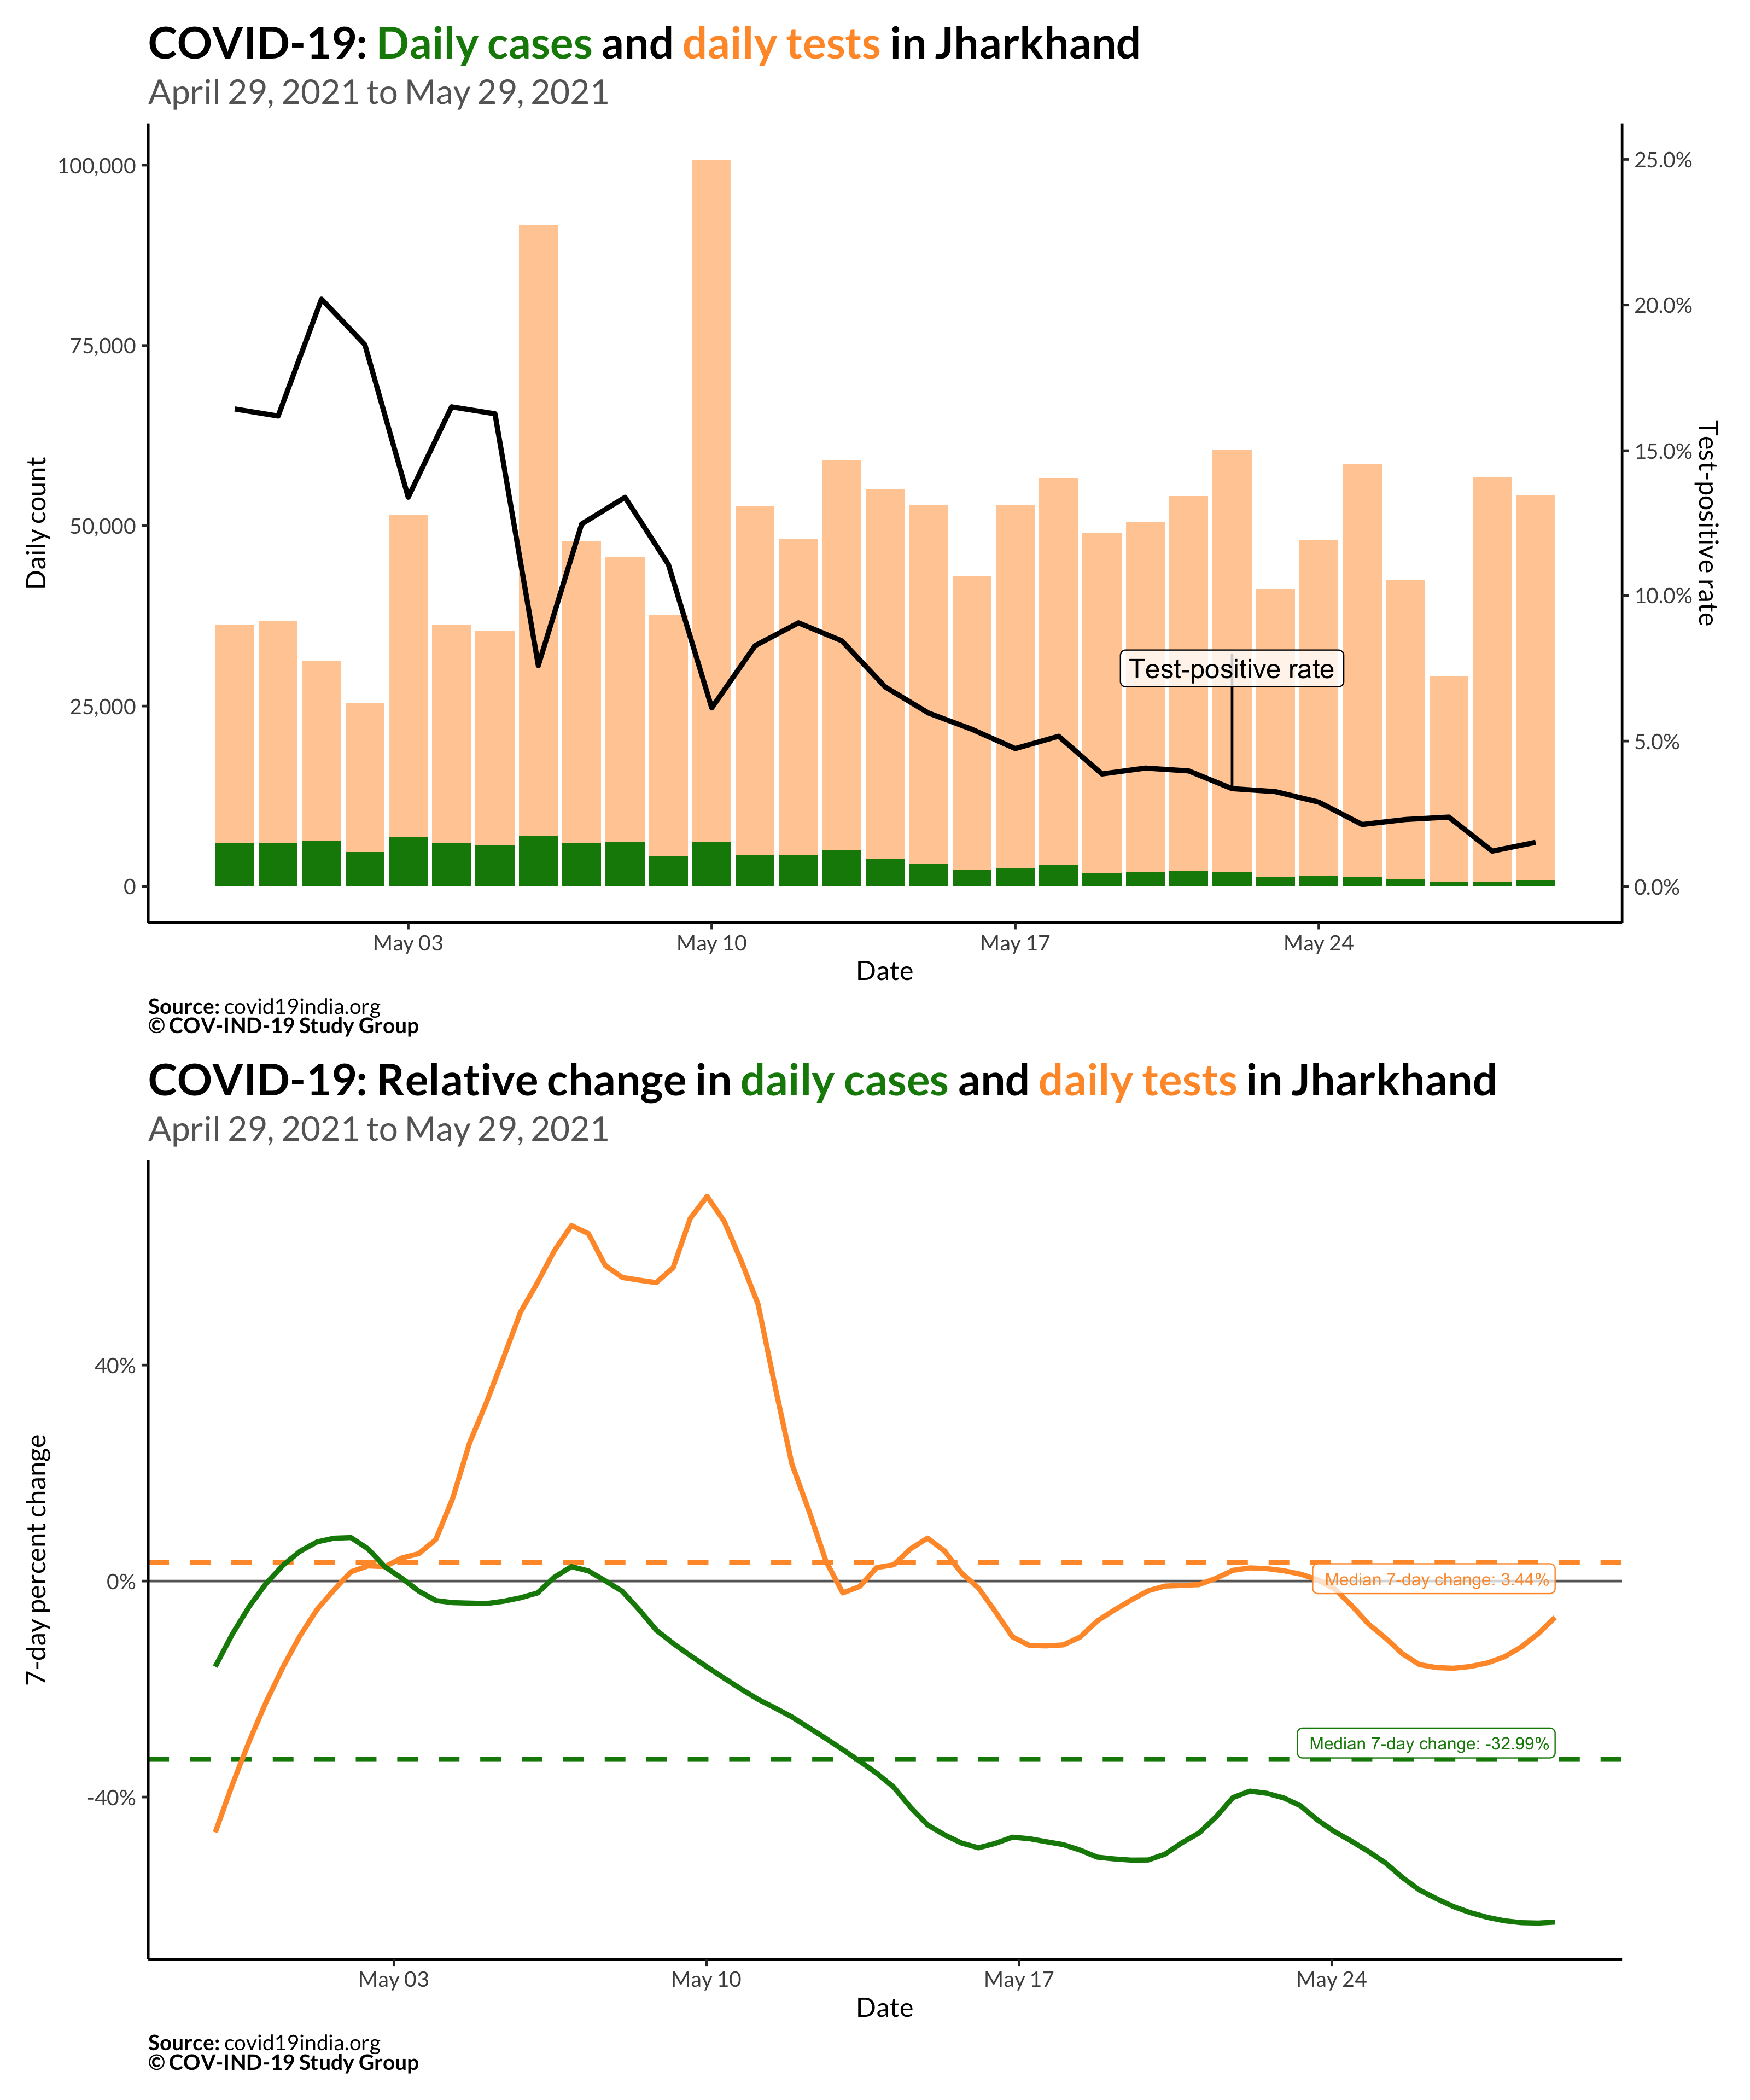 COVID-19: Daily cases and daily tests in Jharkhand
April 29, 2021 to May 29, 2021
100,000
75,000
50,000
25,000
0
Daily count
25.0%
20.0%
15.0%
10.0%
5.0%
0.0%
Test-positive rate
Test-positive rate
May 03
May 10
May 17
May 24
Date
Source: covid19india.org
© COV-IND-19 Study Group
COVID-19: Relative change in daily cases and daily tests in Jharkhand
April 29, 2021 to May 29, 2021
40%
0%
-40%
7-day percent change
Median 7-day change: 3.44%
Median 7-day change: -32.99%
May 03
May 10
May 17
May 24
Date
Source: covid19india.org
© COV-IND-19 Study Group